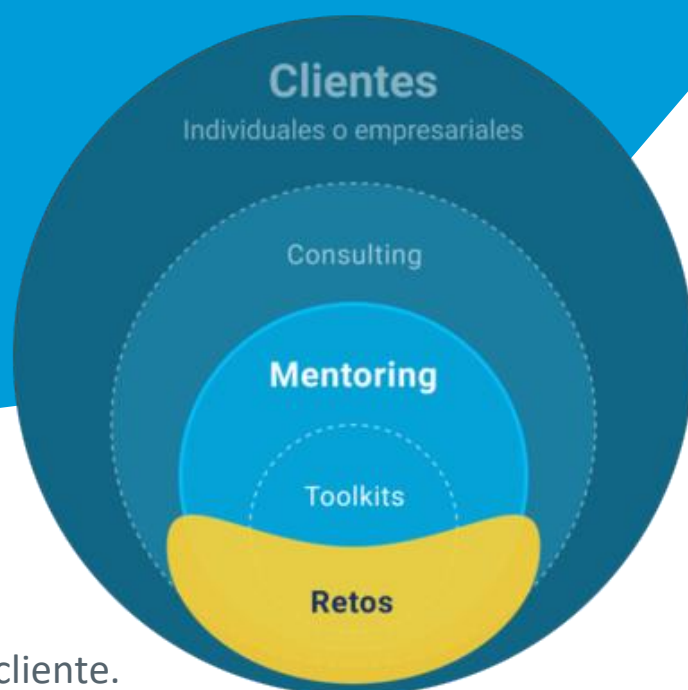 Clientes
Individuales o empresariales
Consulting
Mentoring
Toolkits
Retos
cliente.